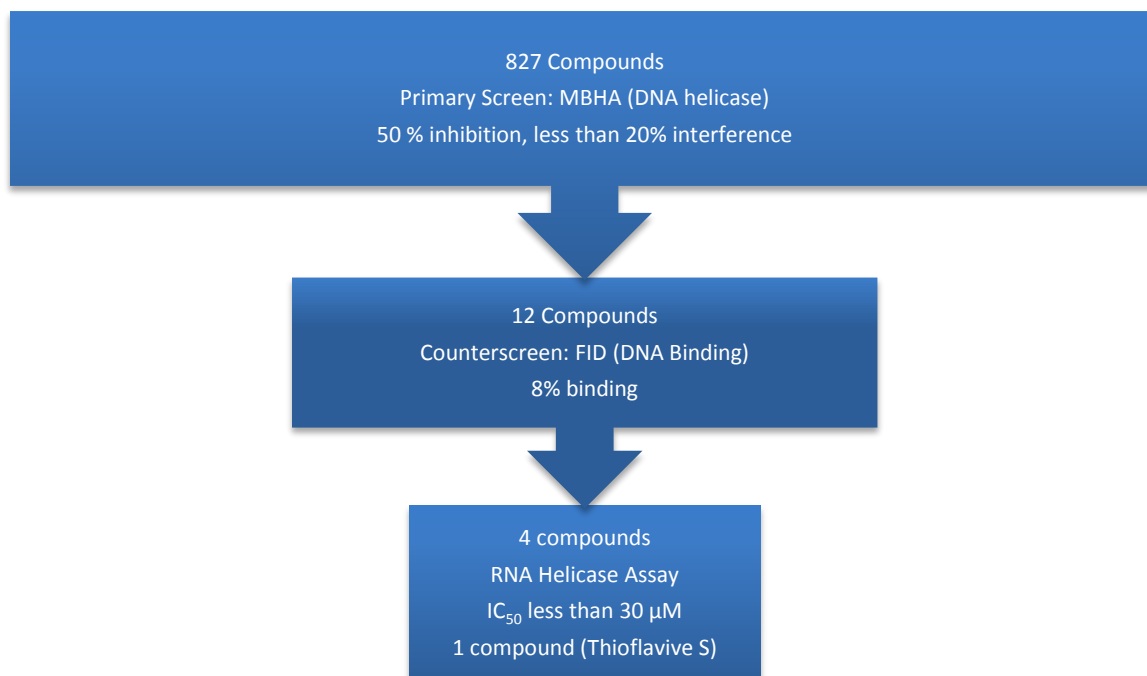 827 Compounds
Primary Screen: MBHA (DNA helicase)
50 % inhibition, less than 20% interference
12 Compounds
Counterscreen: FID (DNA Binding)
8% binding
4 compounds
RNA Helicase Assay
IC₅₀ less than 30 µM
1 compound (Thioflavive S)